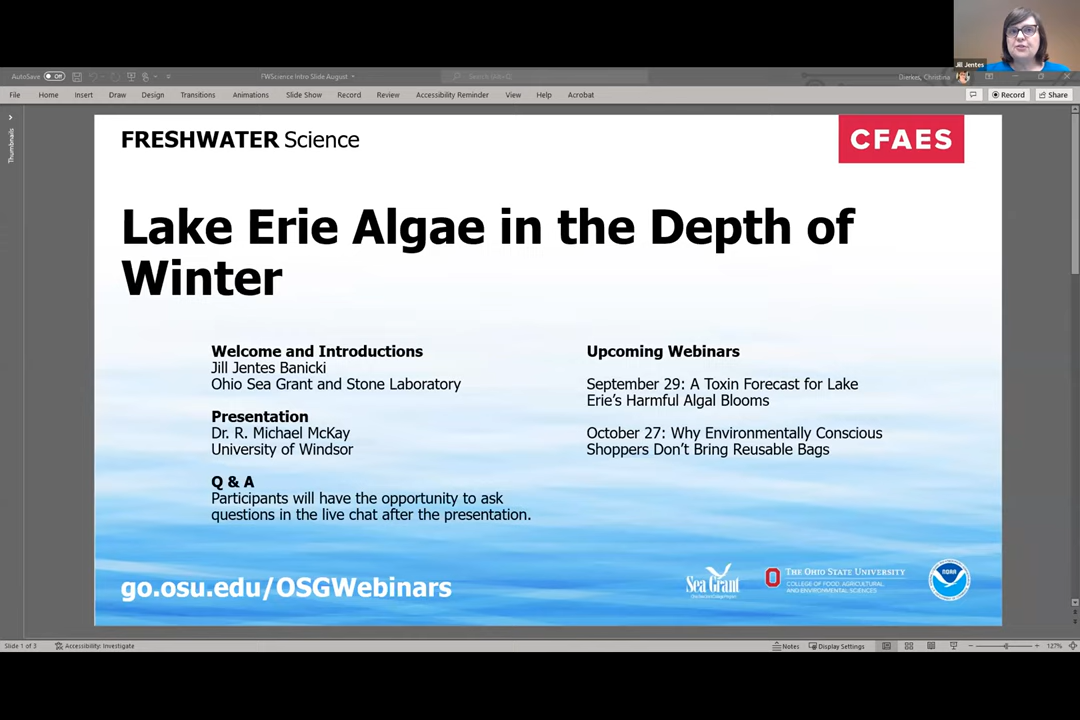 Jill Jentes
AutoSave Off
FWScience Intro Slide August
Search (Alt+Q)
Dierkes, Christina
File Home Insert Draw Design Transitions Animations Slide Show Record Review Accessibility Reminder View Help Acrobat
Record Share
Thumbnails
FRESHWATER Science
CFAES
Lake Erie Algae in the Depth of
Winter
Welcome and Introductions
Jill Jentes Banicki
Ohio Sea Grant and Stone Laboratory
Presentation
Dr. R. Michael McKay
University of Windsor
Q & A
Participants will have the opportunity to ask
questions in the live chat after the presentation.
Upcoming Webinars
September 29: A Toxin Forecast for Lake
Erie’s Harmful Algal Blooms
October 27: Why Environmentally Conscious
Shoppers Don’t Bring Reusable Bags
go.osu.edu/OSGWebinars
Sea Grant
THE OHIO STATE UNIVERSITY
COLLEGE OF FOOD, AGRICULTURAL,
AND ENVIRONMENTAL SCIENCES
NOAA
Slide 1 of 3
Accessibility: Investigate
Notes
Display Settings
127%